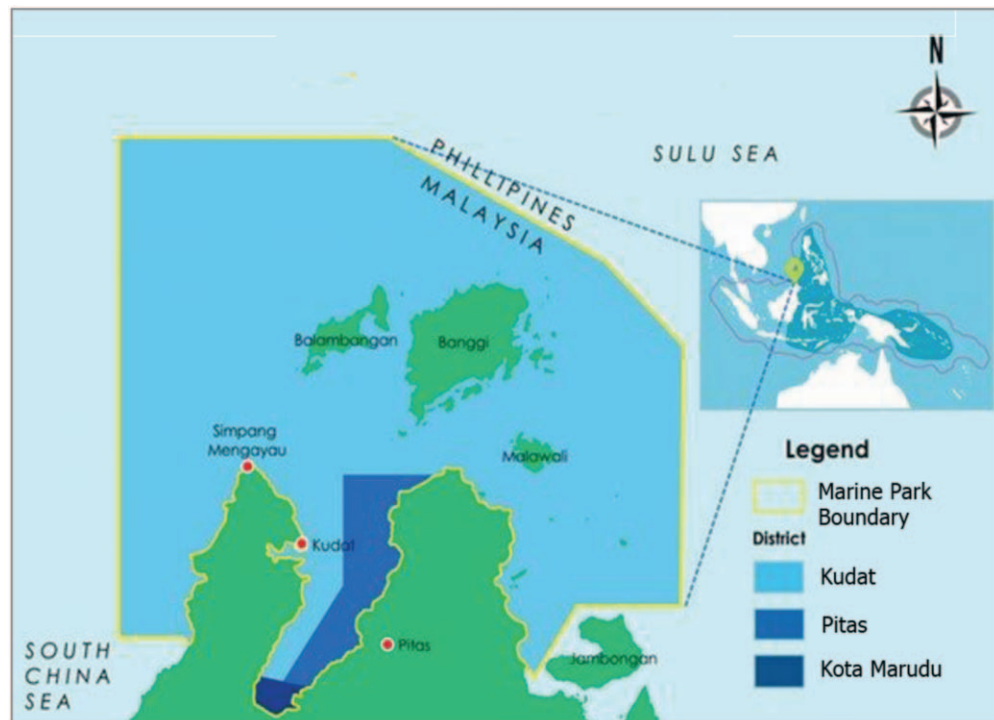 N
SULU SEA
PHILLIPINES
MALAYSIA
Balambangan
Banggi
Simpang
Mengayau
Malawali
Kudat
Pitas
Jambongan
SOUTH
CHINA
SEA
Legend
Marine Park
Boundary
District
Kudat
Pitas
Kota Marudu